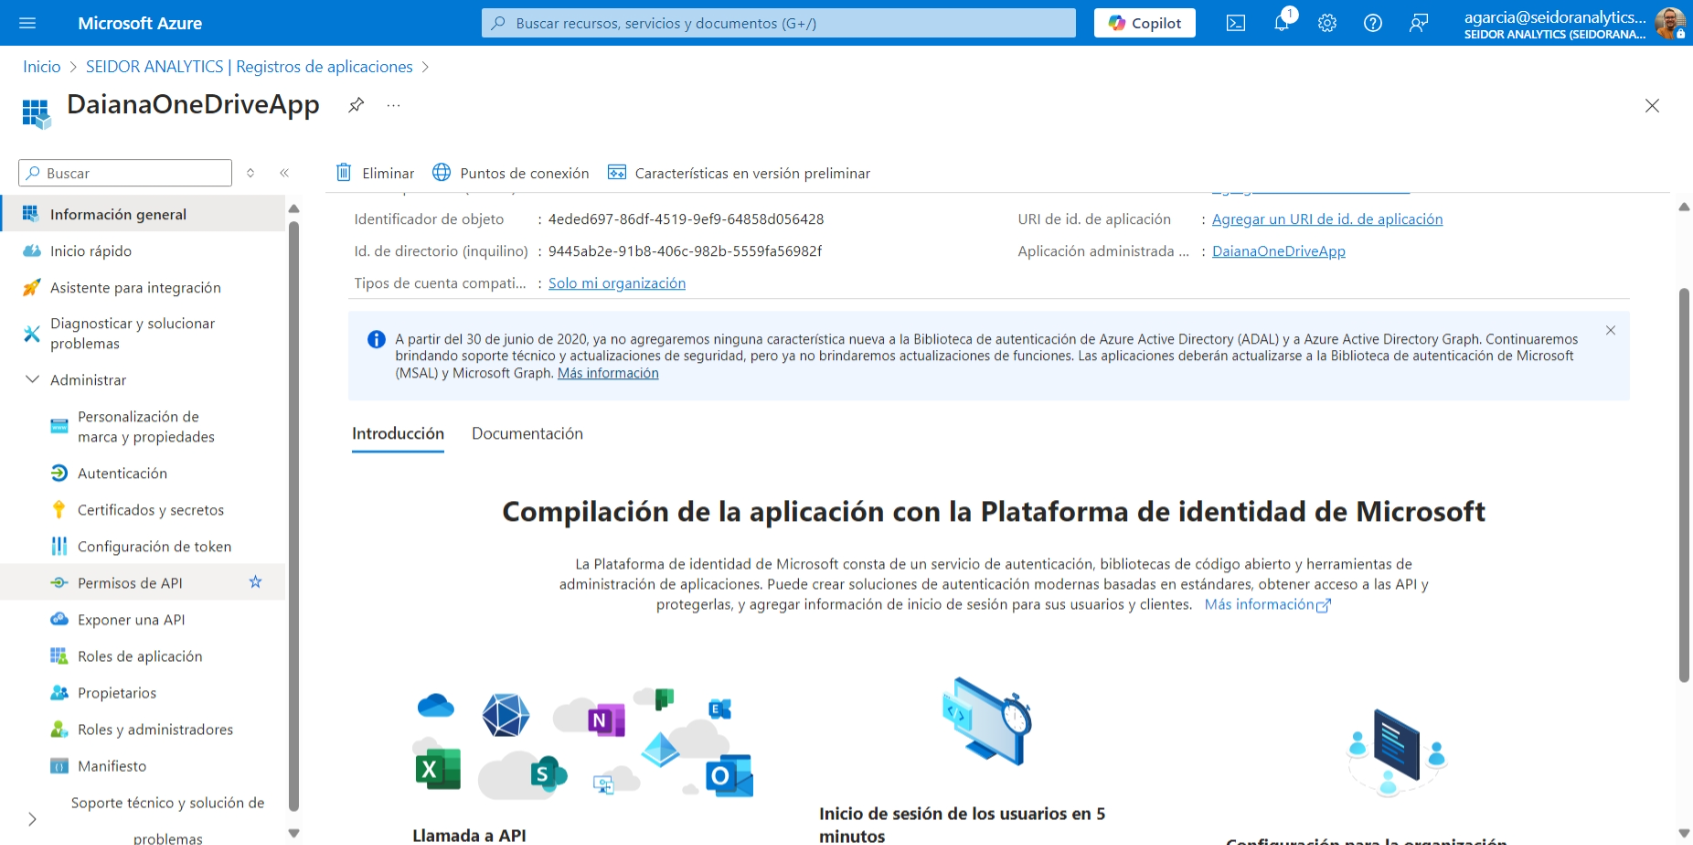 Microsoft Azure
Buscar recursos, servicios y documentos (G+/)
Copilot
1
agarcia@seidoranalytics...
SEIDOR ANALYTICS (SEIDORANA...
Inicio > SEIDOR ANALYTICS | Registros de aplicaciones >
DaianaOneDriveApp
Buscar
Eliminar
Puntos de conexión
Características en versión preliminar
Información general
Inicio rápido
Asistente para integración
Diagnosticar y solucionar
problemas
Administrar
Personalización de
marca y propiedades
Autenticación
Certificados y secretos
Configuración de token
Permisos de API
Exponer una API
Roles de aplicación
Propietarios
Roles y administradores
Manifiesto
Soporte técnico y solución de
problemas
Identificador de objeto : 4eded697-86df-4519-9ef9-64858d056428
Id. de directorio (inquilino) : 9445ab2e-91b8-406c-982b-5559fa56982f
Tipos de cuenta compati... : Solo mi organización
URI de id. de aplicación : Agregar un URI de id. de aplicación
Aplicación administrada ... : DaianaOneDriveApp
A partir del 30 de junio de 2020, ya no agregaremos ninguna característica nueva a la Biblioteca de autenticación de Azure Active Directory (ADAL) y a Azure Active Directory Graph. Continuaremos
brindando soporte técnico y actualizaciones de seguridad, pero ya no brindaremos actualizaciones de funciones. Las aplicaciones deberán actualizarse a la Biblioteca de autenticación de Microsoft
(MSAL) y Microsoft Graph. Más información
Introducción
Documentación
Compilación de la aplicación con la Plataforma de identidad de Microsoft
La Plataforma de identidad de Microsoft consta de un servicio de autenticación, bibliotecas de código abierto y herramientas de
administración de aplicaciones. Puede crear soluciones de autenticación modernas basadas en estándares, obtener acceso a las API y
protegerlas, y agregar información de inicio de sesión para sus usuarios y clientes. Más información
N
E
X
S
O
Llamada a API
Inicio de sesión de los usuarios en 5
minutos
Configuración para la organización